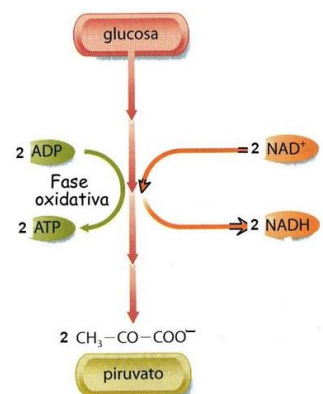 glucosa
2 ADP
2 NAD⁺
Fase
oxidativa
2 ATP
2 NADH
2 CH₃–CO–COO⁻
piruvato